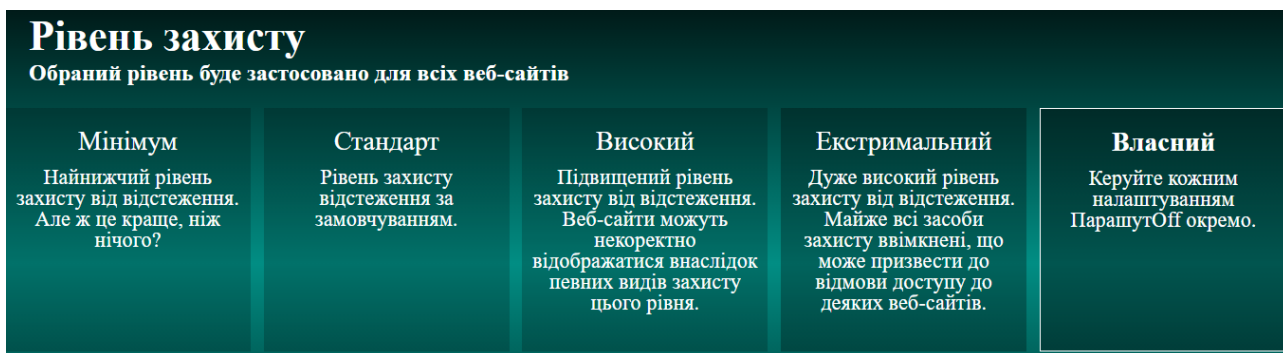 Рівень захисту
Обраний рівень буде застосовано для всіх веб-сайтів
Мінімум
Найнижчий рівень
захисту від відстеження.
Але ж це краще, ніж
нічого?
Стандарт
Рівень захисту
відстеження за
замовчуванням.
Високий
Підвищений рівень
захисту від відстеження.
Веб-сайти можуть
некоректно
відображатися внаслідок
певних видів захисту
цього рівня.
Екстримальний
Дуже високий рівень
захисту від відстеження.
Майже всі засоби
захисту ввімкнені, що
може призвести до
відмови доступу до
деяких веб-сайтів.
Власний
Керуйте кожним
налаштуванням
ПарашутOff окремо.